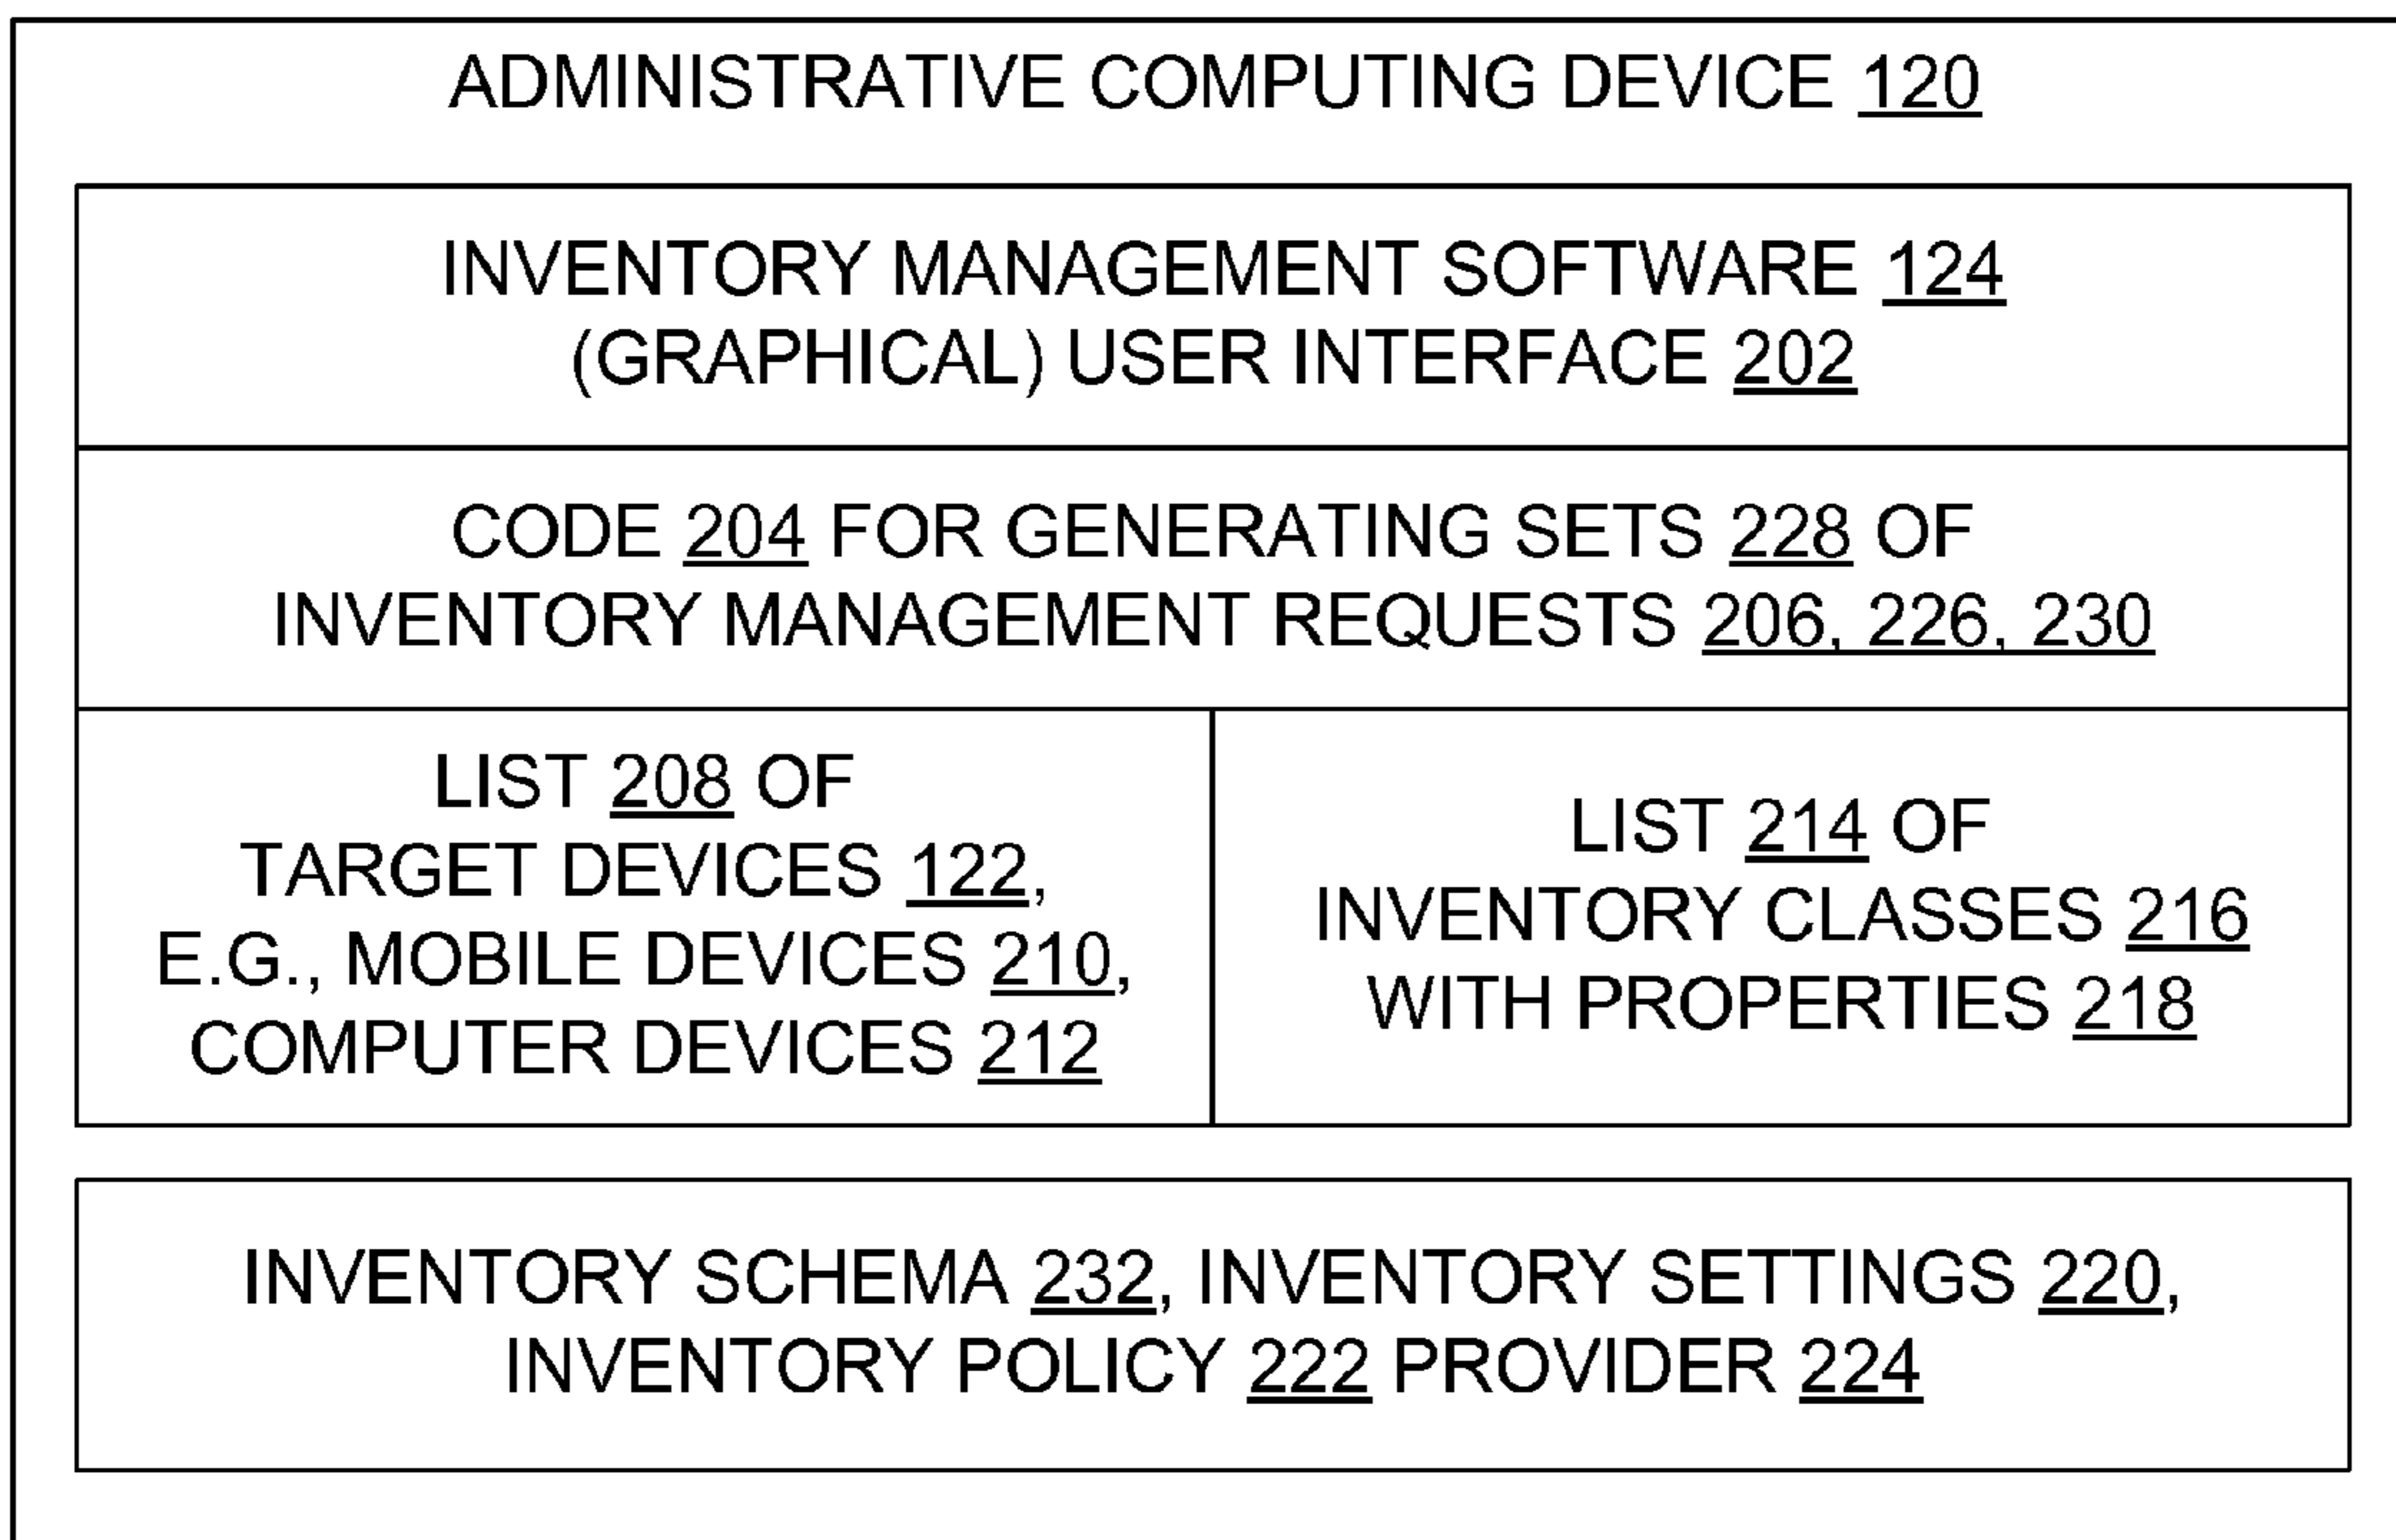 ADMINISTRATIVE COMPUTING DEVICE 120
INVENTORY MANAGEMENT SOFTWARE 124
(GRAPHICAL) USER INTERFACE 202
CODE 204 FOR GENERATING SETS 228 OF
INVENTORY MANAGEMENT REQUESTS 206, 226, 230
LIST 208 OF
TARGET DEVICES 122,
E.G., MOBILE DEVICES 210,
COMPUTER DEVICES 212
LIST 214 OF
INVENTORY CLASSES 216
WITH PROPERTIES 218
INVENTORY SCHEMA 232, INVENTORY SETTINGS 220,
INVENTORY POLICY 222 PROVIDER 224